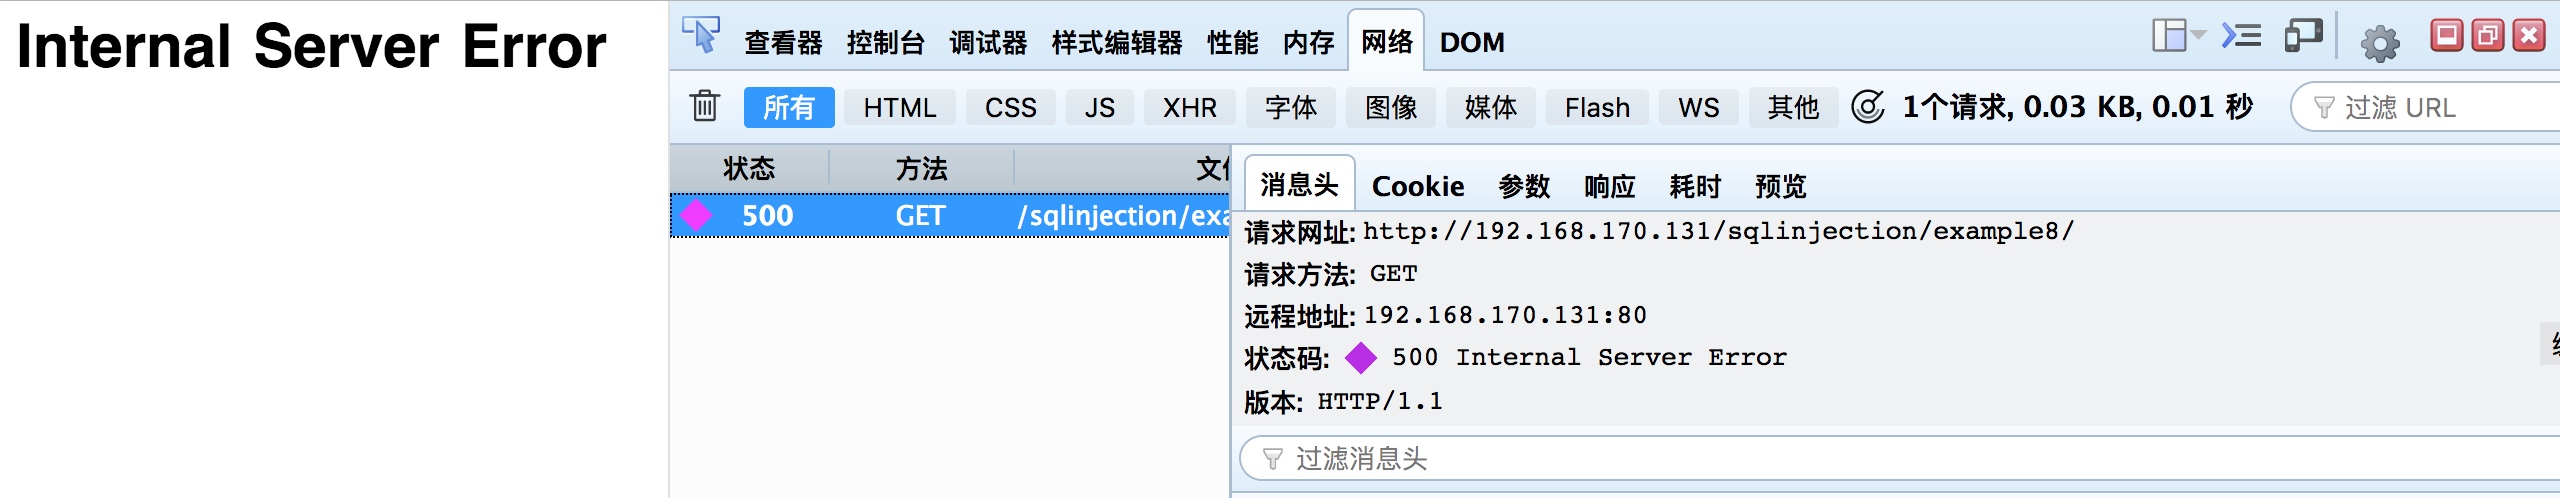 Internal Server Error
查看器 控制台 调试器 样式编辑器 性能 内存 网络 DOM
所有 HTML CSS JS XHR 字体 图像 媒体 Flash WS 其他 1个请求, 0.03 KB, 0.01 秒 过滤 URL
状态 方法
500 GET /sqlinjection/exa
消息头 Cookie 参数 响应 耗时 预览
请求网址: http://192.168.170.131/sqlinjection/example8/
请求方法: GET
远程地址: 192.168.170.131:80
状态码: 500 Internal Server Error
版本: HTTP/1.1
过滤消息头